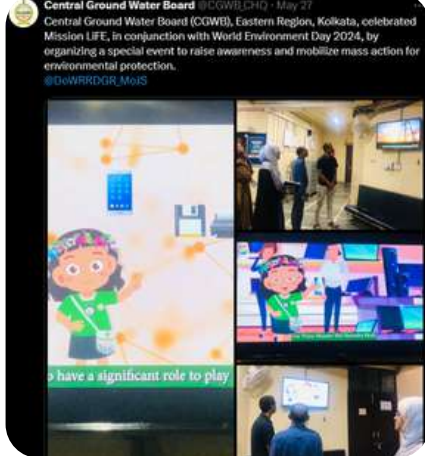 Central Ground Water Board @CGWB_CHQ · May 27
Central Ground Water Board (CGWB), Eastern Region, Kolkata, celebrated
Mission LiFE, in conjunction with World Environment Day 2024, by
organizing a special event to raise awareness and mobilize mass action for
environmental protection.
@DoWRRDGR_MoJS
o have a significant role to play